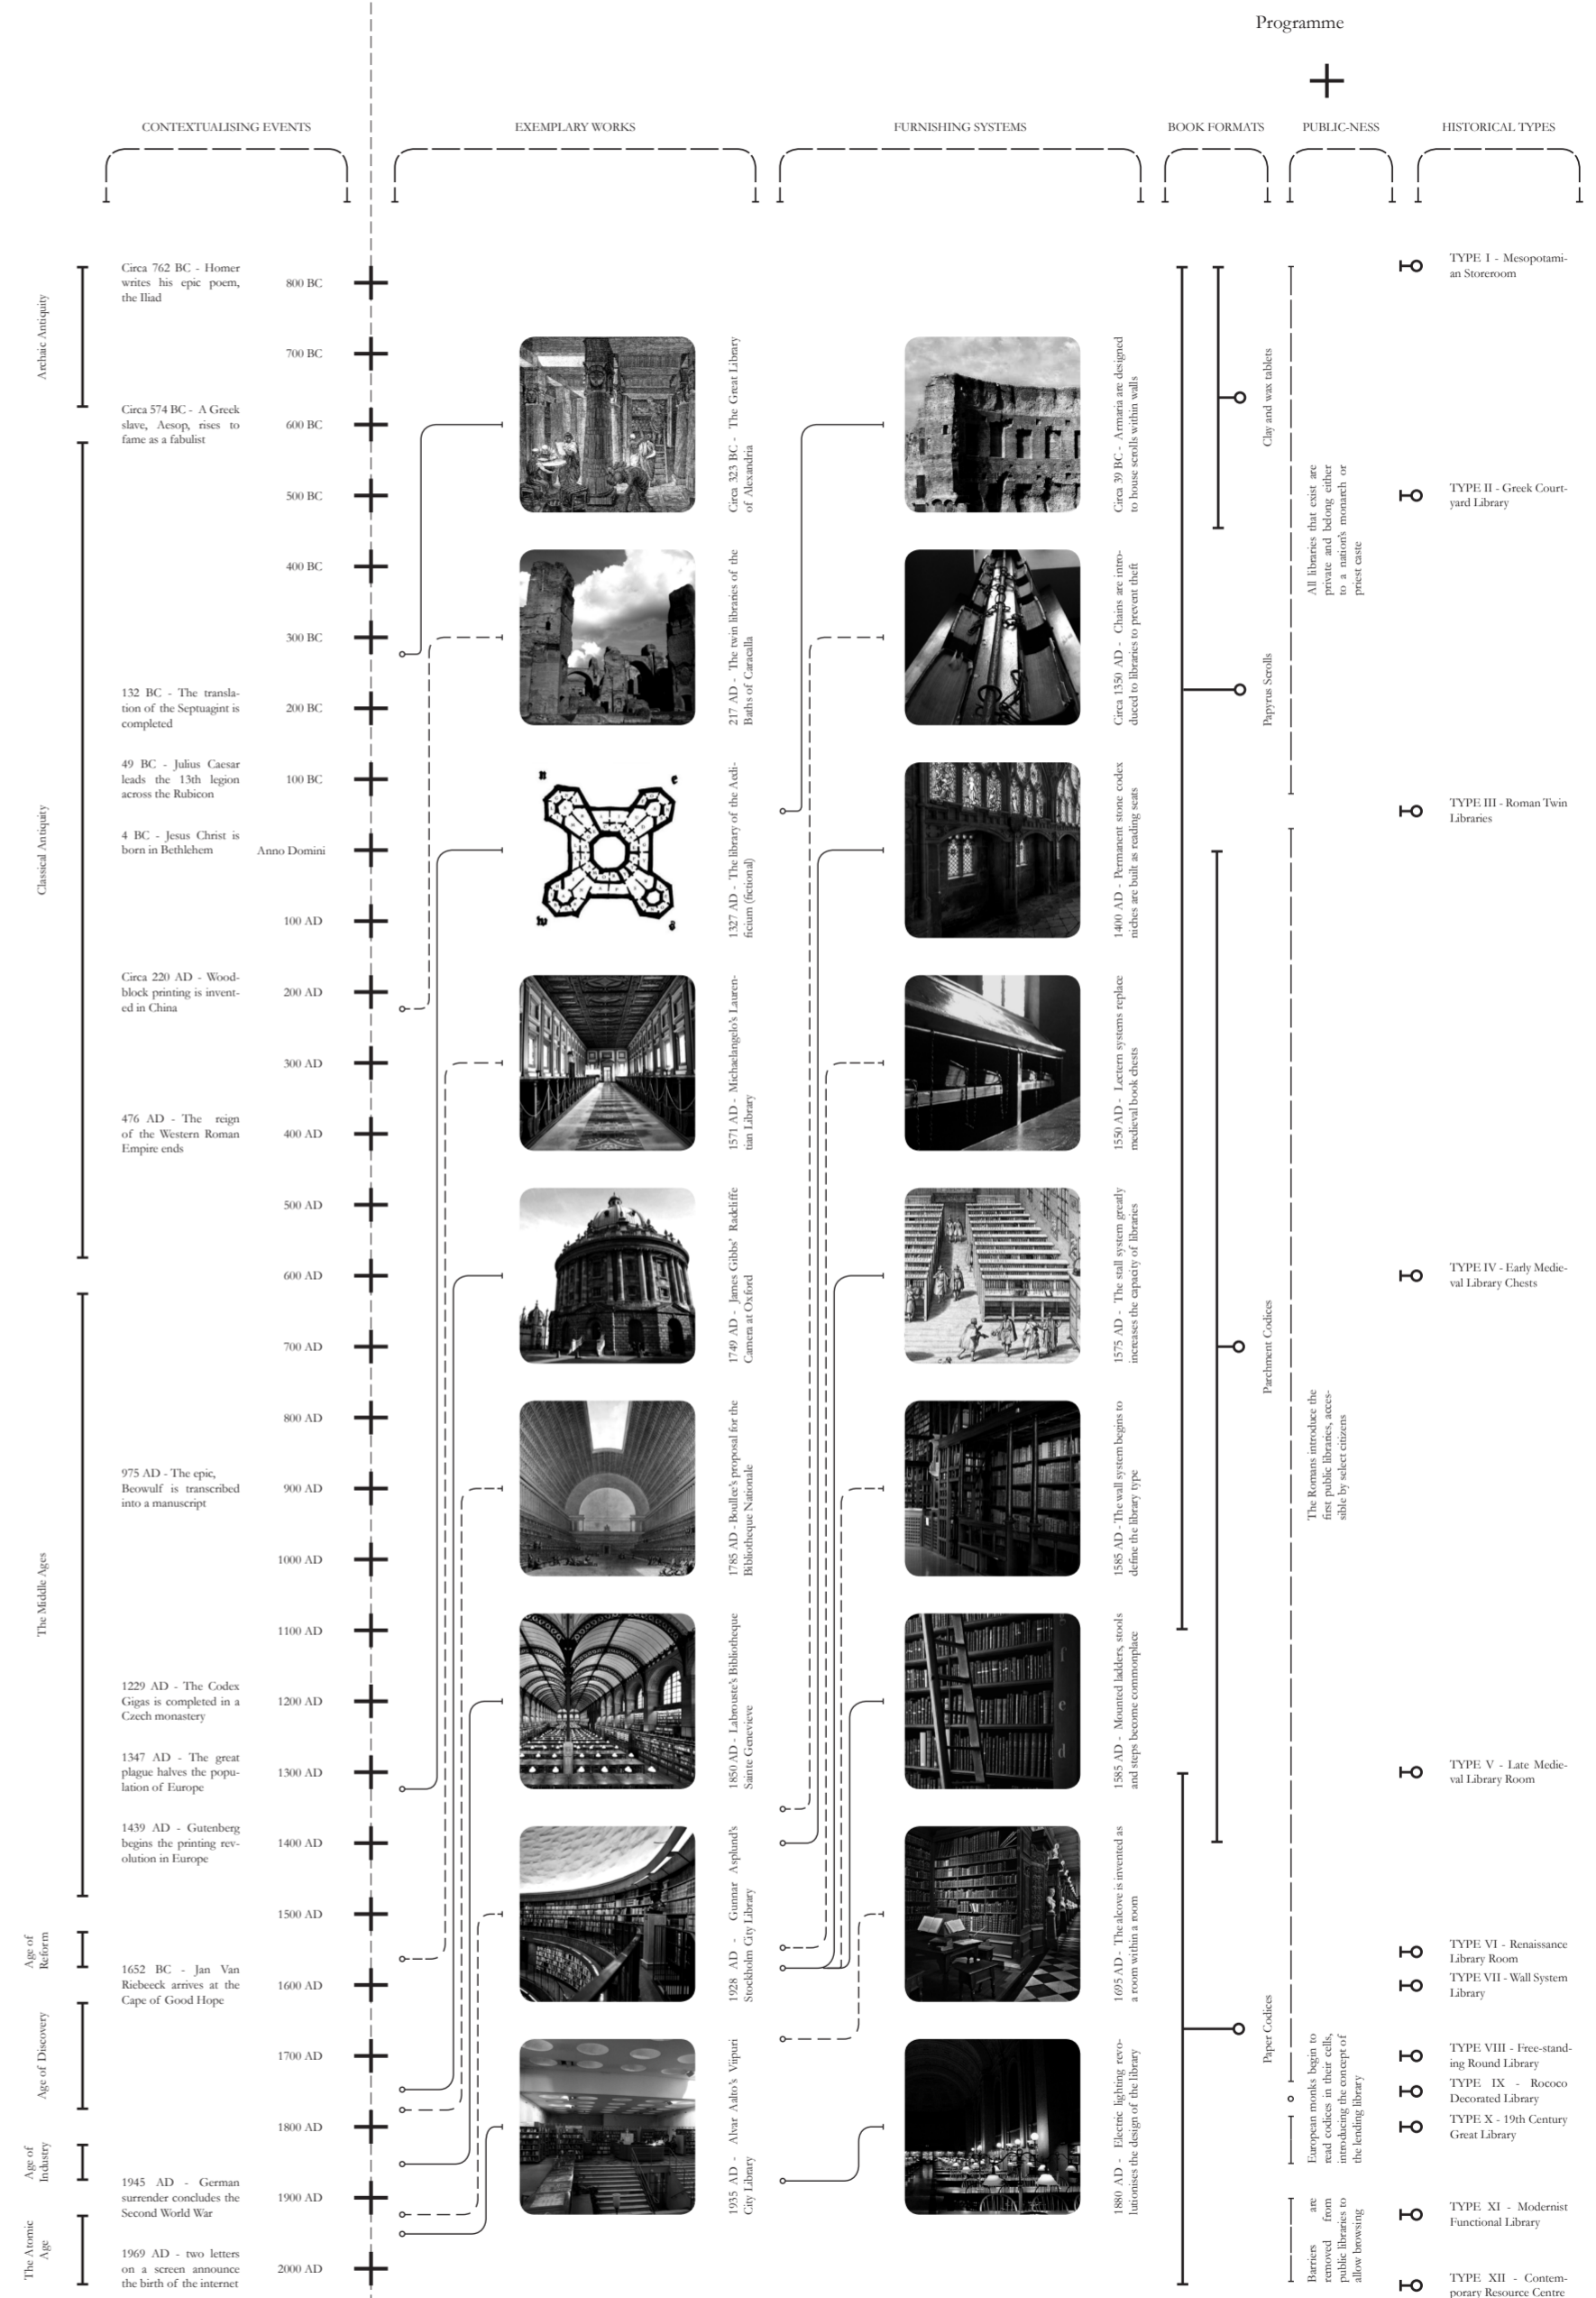 Programme
CONTEXTUALISING EVENTS
EXEMPLARY WORKS
FURNISHING SYSTEMS
BOOK FORMATS
PUBLIC-NESS
HISTORICAL TYPES
Archaic Antiquity
Classical Antiquity
The Middle Ages
Age of
Reform
Age of Discovery
Age of
Industry
The Atomic
Age
Circa 762 BC - Homer
writes his epic poem,
the Iliad
Circa 574 BC - A Greek
slave, Aesop, rises to
fame as a fabulist
132 BC - The transla-
tion of the Septuagint is
completed
49 BC - Julius Caesar
leads the 13th legion
across the Rubicon
4 BC - Jesus Christ is
born in Bethlehem
Circa 220 AD - Wood-
block printing is invent-
ed in China
476 AD - The reign
of the Western Roman
Empire ends
975 AD - The epic,
Beowulf is transcribed
into a manuscript
1229 AD - The Codex
Gigas is completed in a
Czech monastery
1347 AD - The great
plague halves the popu-
lation of Europe
1439 AD - Gutenberg
begins the printing rev-
olution in Europe
1652 BC - Jan Van
Riebeeck arrives at the
Cape of Good Hope
1945 AD - German
surrender concludes the
Second World War
1969 AD - two letters
on a screen announce
the birth of the internet
800 BC
700 BC
600 BC
500 BC
400 BC
300 BC
200 BC
100 BC
Anno Domini
100 AD
200 AD
300 AD
400 AD
500 AD
600 AD
700 AD
800 AD
900 AD
1000 AD
1100 AD
1200 AD
1300 AD
1400 AD
1500 AD
1600 AD
1700 AD
1800 AD
1900 AD
2000 AD
Circa 323 BC - The Great Library
of Alexandria
217 AD - The twin libraries of the
Baths of Caracalla
n
e
w
s
1327 AD - The library of the Aedi-
ficium (fictional)
1571 AD - Michaelangelo's Lauren-
tian Library
1749 AD - James Gibbs' Radcliffe
Camera at Oxford
1785 AD - Boullee's proposal for the
Bibliotheque Nationale
1850 AD - Labrouste's Bibliotheque
Sainte Genevieve
1928 AD - Gunnar Asplund's
Stockholm City Library
1935 AD - Alvar Aalto's Viipuri
City Library
Circa 39 BC - Armaria are designed
to house scrolls within walls
Circa 1350 AD - Chains are intro-
duced to libraries to prevent theft
1400 AD - Permanent stone codex
niches are built as reading seats
1550 AD - Lectern systems replace
medieval book chests
1575 AD - The stall system greatly
increases the capacity of libraries
1585 AD - The wall system begins to
define the library type
1585 AD - Mounted ladders, stools
and steps become commonplace
1695 AD - The alcove is invented as
a room within a room
1880 AD - Electric lighting revo-
lutionises the design of the library
Clay and wax tablets
Papyrus Scrolls
Parchment Codices
Paper Codices
All libraries that exist are
private and belong either
to a nation's monarch or
priest caste
The Romans introduce the
first public libraries, acces-
sible by select citizens
European monks begin to
read codices in their cells,
introducing the concept of
the lending library
Barriers are
removed from
public libraries to
allow browsing
TYPE I - Mesopotami-
an Storeroom
TYPE II - Greek Court-
yard Library
TYPE III - Roman Twin
Libraries
TYPE IV - Early Medie-
val Library Chests
TYPE V - Late Medie-
val Library Room
TYPE VI - Renaissance
Library Room
TYPE VII - Wall System
Library
TYPE VIII - Free-stand-
ing Round Library
TYPE IX - Rococo
Decorated Library
TYPE X - 19th Century
Great Library
TYPE XI - Modernist
Functional Library
TYPE XII - Contem-
porary Resource Centre